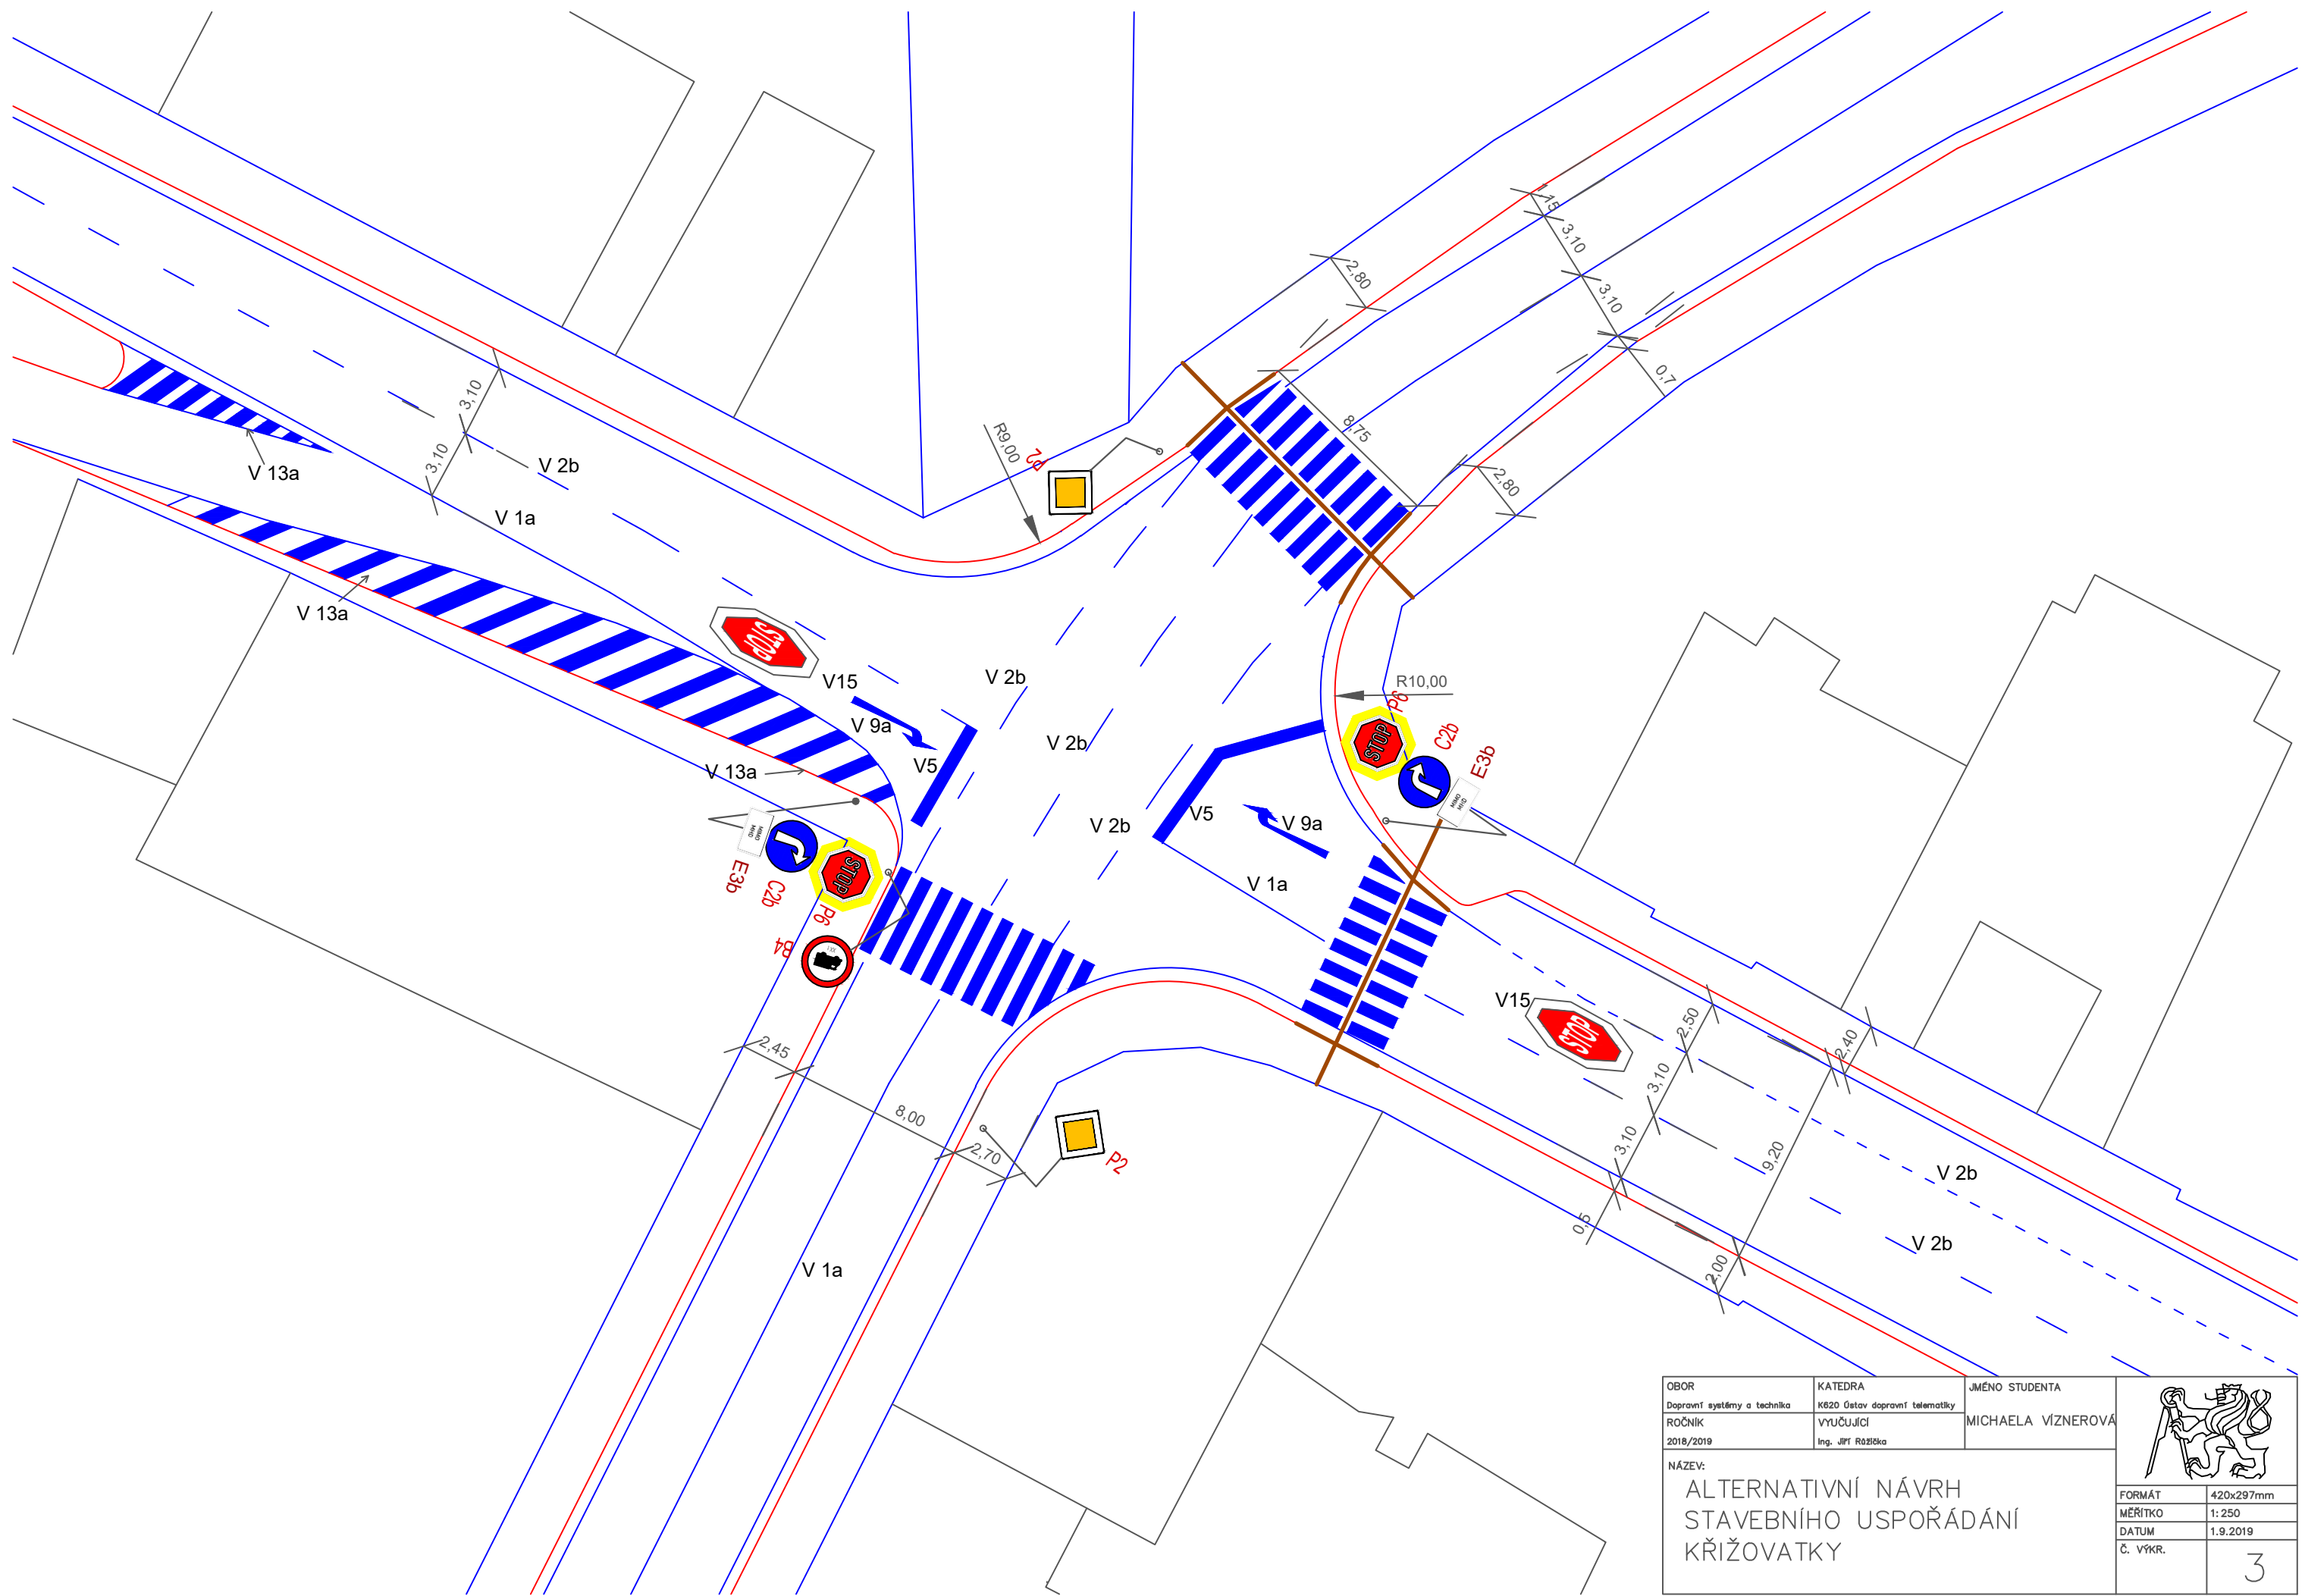 15
3,10
2,80
3,10
0,7
3,10
3,10
8,75
R9,00
P2
V 2b
V 13a
2,80
V 1a
V 13a
STOP
V15
V 2b
R10,00
P6
C2b
E3b
STOP
V 9a
V 2b
V5
V 13a
MIMO
MHD
V5
V 9a
V 2b
MIMO
MHD
E3b
C2b
STOP
P6
V 1a
B4
V15
STOP
2,50
2,40
2,45
3,10
8,00
3,10
9,20
2,70
P2
V 2b
0,5
V 2b
2,00
V 1a
OBOR
Dopravní systémy a technika
KATEDRA
K620 Ústav dopravní telematiky
JMÉNO STUDENTA
MICHAELA VÍZNEROVÁ
ROČNÍK
2018/2019
VYUČUJÍCÍ
Ing. Jiří Růžička
NÁZEV:
ALTERNATIVNÍ NÁVRH
STAVEBNÍHO USPOŘÁDÁNÍ
KŘIŽOVATKY
FORMÁT 420x297mm
MĚŘÍTKO 1:250
DATUM 1.9.2019
Č. VÝKR. 3